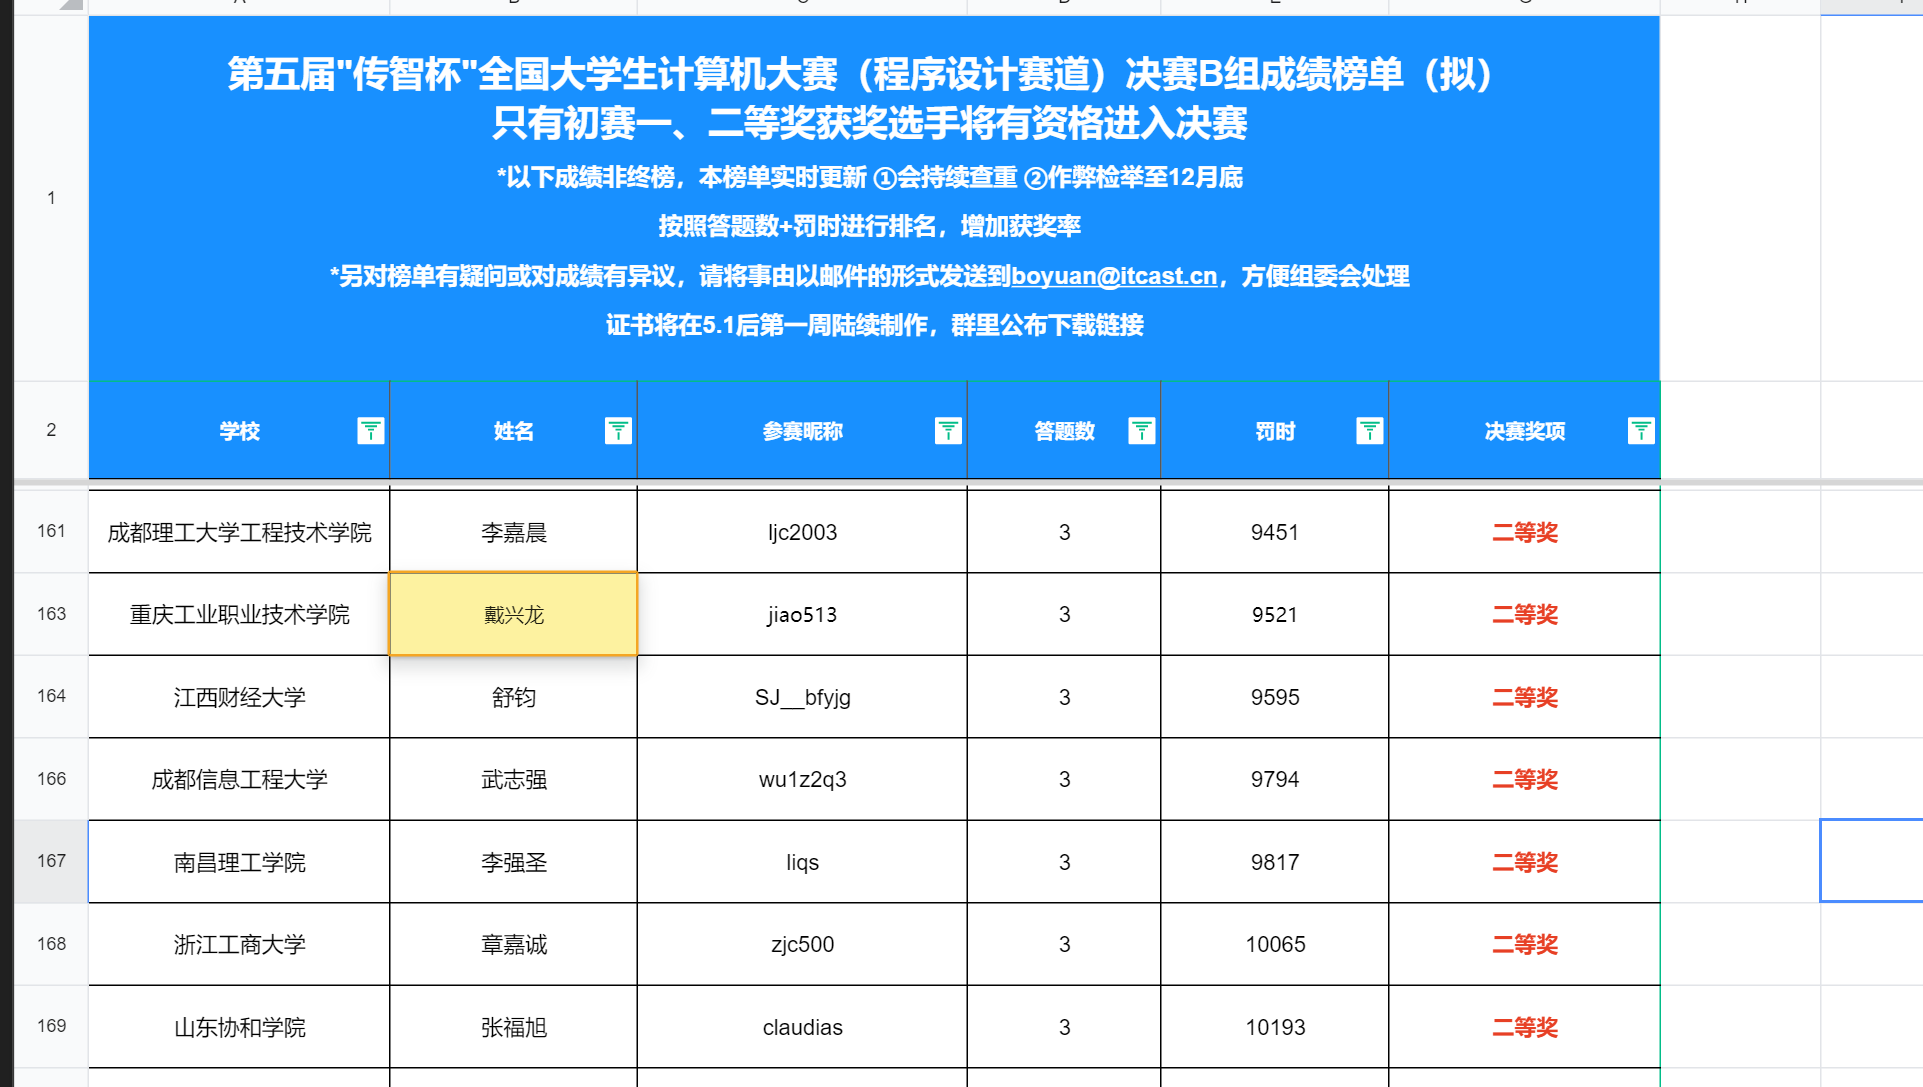 第五届"传智杯"全国大学生计算机大赛（程序设计赛道）决赛B组成绩榜单（拟）
只有初赛一、二等奖获奖选手将有资格进入决赛
*以下成绩非终榜，本榜单实时更新 ①会持续查重 ②作弊检举至12月底
按照答题数+罚时进行排名，增加获奖率
*另对榜单有疑问或对成绩有异议，请将事由以邮件的形式发送到boyuan@itcast.cn，方便组委会处理
证书将在5.1后第一周陆续制作，群里公布下载链接
1
2 学校 姓名 参赛昵称 答题数 罚时 决赛奖项
161 成都理工大学工程技术学院 李嘉晨 ljc2003 3 9451 二等奖
163 重庆工业职业技术学院 戴兴龙 jiao513 3 9521 二等奖
164 江西财经大学 舒钧 SJ__bfyjg 3 9595 二等奖
166 成都信息工程大学 武志强 wu1z2q3 3 9794 二等奖
167 南昌理工学院 李强圣 liqs 3 9817 二等奖
168 浙江工商大学 章嘉诚 zjc500 3 10065 二等奖
169 山东协和学院 张福旭 claudias 3 10193 二等奖